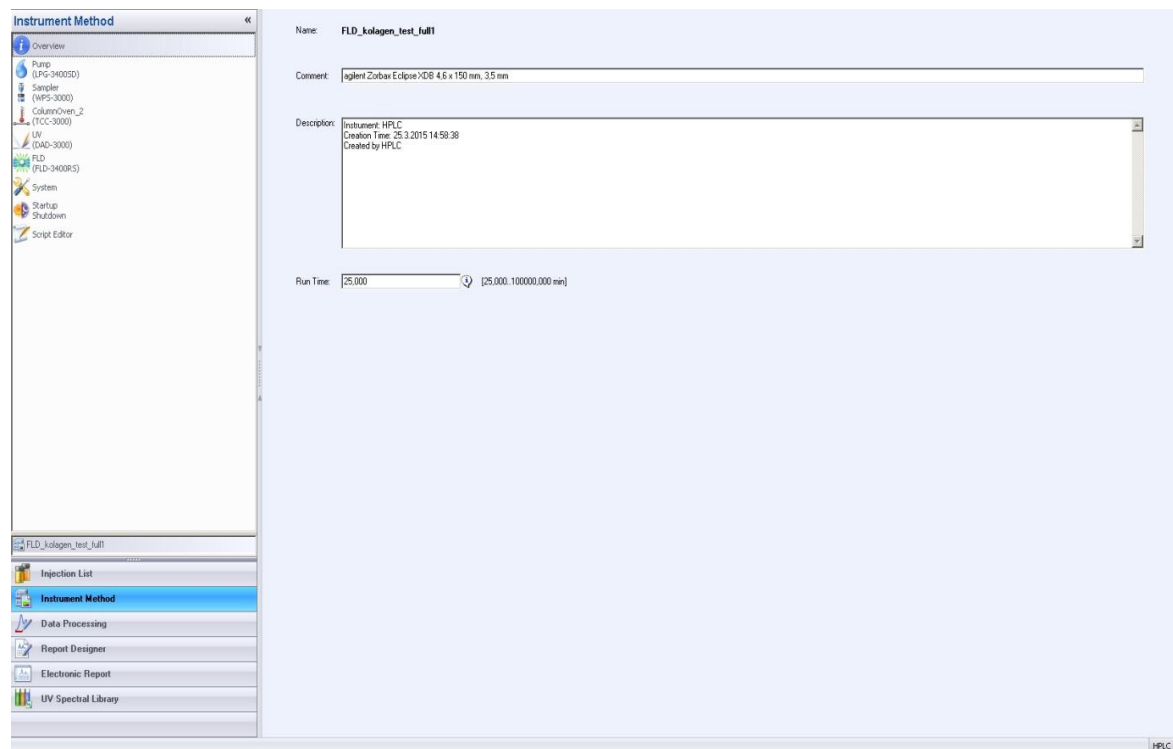 Instrument Method «
Overview
Pump
(LPG-3400SD)
Sampler
(WPS-3000)
ColumnOven_2
(TCC-3000)
UV
(DAD-3000)
FLD
(FLD-3400RS)
System
Startup
Shutdown
Script Editor
FLD_kolagen_test_full1
Injection List
Instrument Method
Data Processing
Report Designer
Electronic Report
UV Spectral Library
Name: FLD_kolagen_test_full1
Comment: agilent Zorbax Eclipse XDB 4,6 x 150 mm, 3,5 mm
Description: Instrument: HPLC
Creation Time: 25.3.2015 14:58:38
Created by HPLC
Run Time: 25,000 [25,000..100000,000 min]
HPLC